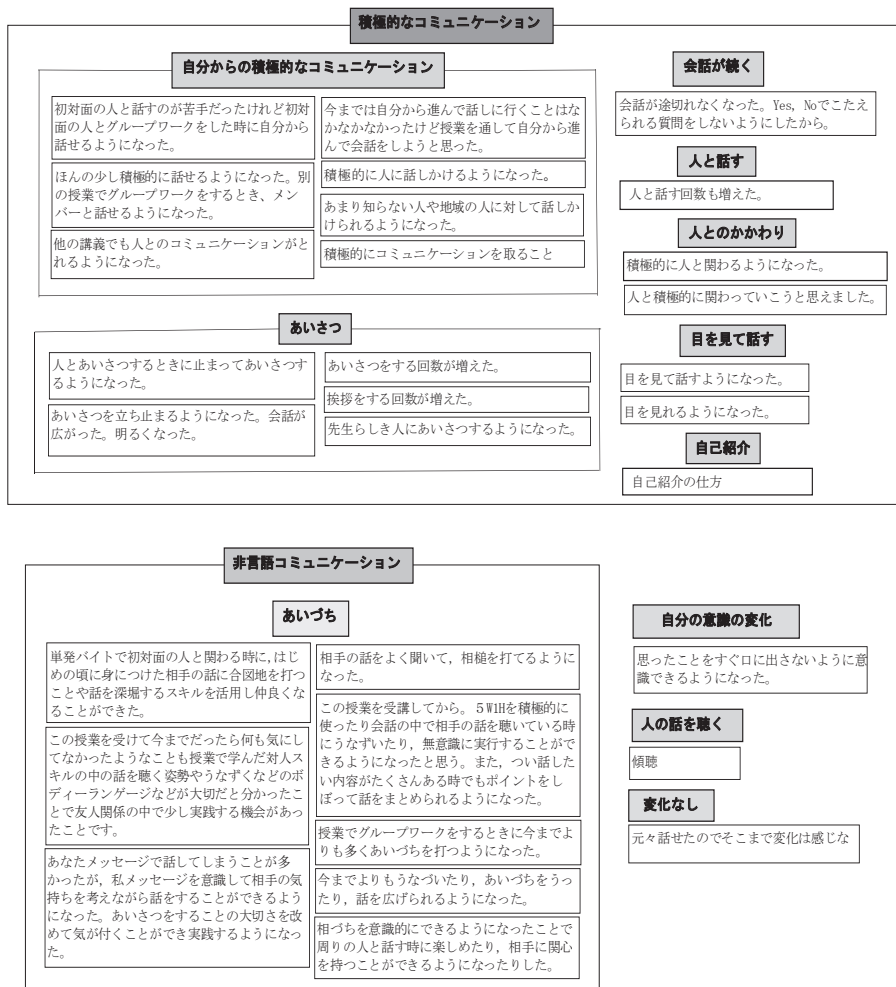 積極的なコミュニケーション
自分からの積極的なコミュニケーション
初対面の人と話すのが苦手だったけれど初対
面の人とグループワークをした時に自分から
話せるようになった。
ほんの少し積極的に話せるようになった。別
の授業でグループワークをするとき、メン
バーと話せるようになった。
他の講義でも人とのコミュニケーションがと
れるようになった。
今までは自分から進んで話しに行くことはな
かなかなかったけど授業を通して自分から進
んで会話をしようと思った。
積極的に人に話しかけるようになった。
あまり知らない人や地域の人に対して話しか
けられるようになった。
積極的にコミュニケーションを取ること
あいさつ
人とあいさつするときに止まってあいさつす
るようになった。
あいさつを立ち止まるようになった。会話が
広がった。明るくなった。
あいさつをする回数が増えた。
挨拶をする回数が増えた。
先生らしき人にあいさつするようになった。
会話が続く
会話が途切れなくなった。Yes, Noでこたえ
られる質問をしないようにしたから。
人と話す
人と話す回数も増えた。
人とのかかわり
積極的に人と関わるようになった。
人と積極的に関わっていこうと思えました。
目を見て話す
目を見て話すようになった。
目を見れるようになった。
自己紹介
自己紹介の仕方
非言語コミュニケーション
あいづち
単発バイトで初対面の人と関わる時に,はじ
めの頃に身につけた相手の話に合図地を打つ
ことや話を深堀するスキルを活用し仲良くな
ることができた。
この授業を受けて今までだったら何も気にし
てなかったようなことも授業で学んだ対人ス
キルの中の話を聴く姿勢やうなずくなどのボ
ディーランゲージなどが大切だと分かったこ
とで友人関係の中で少し実践する機会があっ
たことです。
あなたメッセージで話してしまうことが多
かったが，私メッセージを意識して相手の気
持ちを考えながら話をすることができるよう
になった。あいさつをすることの大切さを改
めて気が付くことができ実践するようになっ
た。
相手の話をよく聞いて，相槌を打てるように
なった。
この授業を受講してから。５W1Hを積極的に
使ったり会話の中で相手の話を聴いている時
にうなずいたり，無意識に実行することがで
きるようになったと思う。また，つい話した
い内容がたくさんある時でもポイントをし
ぼって話をまとめられるようになった。
授業でグループワークをするときに今までよ
りも多くあいづちを打つようになった。
今までよりもうなづいたり，あいづちをうっ
たり，話を広げられるようになった。
相づちを意識的にできるようになったことで
周りの人と話す時に楽しめたり，相手に関心
を持つことができるようになったりした。
自分の意識の変化
思ったことをすぐ口に出さないように意
識できるようになった。
人の話を聴く
傾聴
変化なし
元々話せたのでそこまで変化は感じな